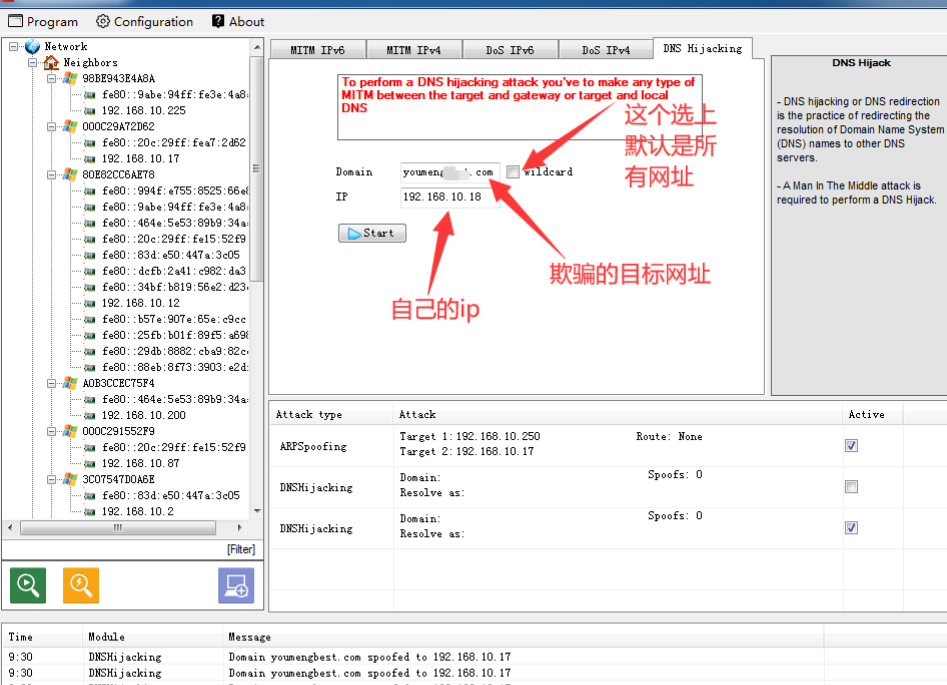 Program Configuration About
Network
Neighbors
98BE943E4A8A
fe80::9abe:94ff:fe3e:4a8
192.168.10.225
000C29A72D62
fe80::20c:29ff:fea7:2d62
192.168.10.17
80E82CC6AE78
fe80::994f:e755:8525:66e8
fe80::9abe:94ff:fe3e:4a8
fe80::464e:5e53:89b9:34a
fe80::20c:29ff:fe15:52f9
fe80::83d:e50:447a:3c05
fe80::dcfb:2a41:c982:da3
fe80::34bf:b819:56e2:d23
192.168.10.12
fe80::b57e:907e:65e:c9cc
fe80::25fb:b01f:89f5:a698
fe80::29db:8882:cba9:82c
fe80::88eb:8f73:3903:e2d
A0B3CCEC75F4
fe80::464e:5e53:89b9:34a
192.168.10.200
000C291552F9
fe80::20c:29ff:fe15:52f9
192.168.10.87
3C07547D0A6E
fe80::83d:e50:447a:3c05
192.168.10.2
[Filter]
MITM IPv6 MITM IPv4 DoS IPv6 DoS IPv4 DNS Hijacking
To perform a DNS hijacking attack you've to make any type of
MITM between the target and gateway or target and local
DNS
这个选上
默认是所
有网址
Domain youmeng .com wildcard
IP 192.168.10.18
Start
欺骗的目标网址
自己的ip
DNS Hijack
- DNS hijacking or DNS redirection
is the practice of redirecting the
resolution of Domain Name System
(DNS) names to other DNS
servers.
- A Man In The Middle attack is
required to perform a DNS Hijack.
Attack type Attack Active
ARPSpoofing
Target 1:192.168.10.250 Route: None
Target 2:192.168.10.17
DNSHijacking
Domain: Spoofs: 0
Resolve as:
DNSHijacking
Domain: Spoofs: 0
Resolve as:
Time Module Message
9:30 DNSHijacking Domain youmengbest.com spoofed to 192.168.10.17
9:30 DNSHijacking Domain youmengbest.com spoofed to 192.168.10.17